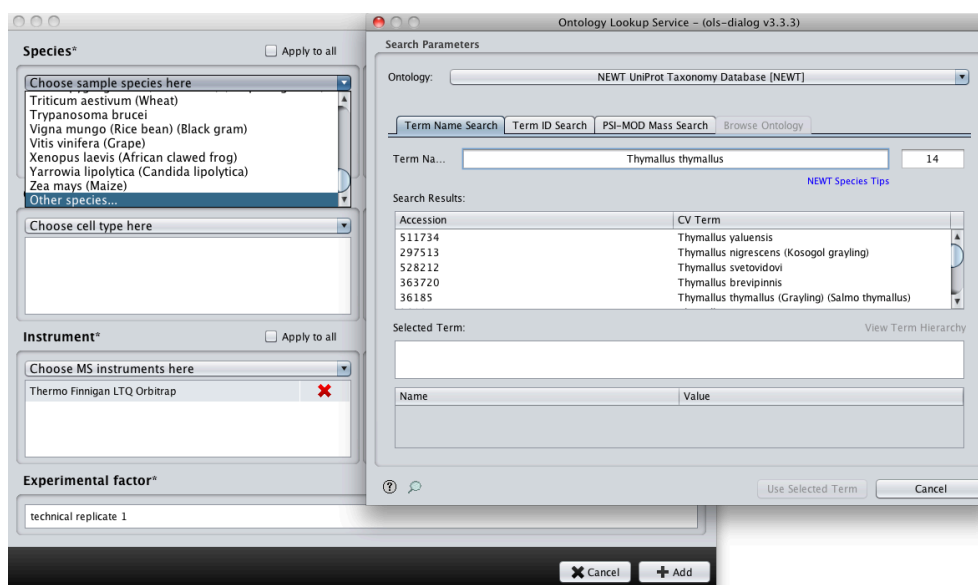 Species*
Apply to all
Choose sample species here
Triticum aestivum (Wheat)
Trypanosoma brucei
Vigna mungo (Rice bean) (Black gram)
Vitis vinifera (Grape)
Xenopus laevis (African clawed frog)
Yarrowia lipolytica (Candida lipolytica)
Zea mays (Maize)
Other species...
Choose cell type here
Instrument*
Apply to all
Choose MS instruments here
Thermo Finnigan LTQ Orbitrap
Experimental factor*
technical replicate 1
Cancel
Add
Ontology Lookup Service - (ols-dialog v3.3.3)
Search Parameters
Ontology:
NEWT UniProt Taxonomy Database [NEWT]
Term Name Search
Term ID Search
PSI-MOD Mass Search
Browse Ontology
Term Na...
Thymallus thymallus
14
NEWT Species Tips
Search Results:
Accession CV Term
511734 Thymallus yaluensis
297513 Thymallus nigrescens (Kosogol grayling)
528212 Thymallus svetovidovi
363720 Thymallus brevipinnis
36185 Thymallus thymallus (Grayling) (Salmo thymallus)
Selected Term:
View Term Hierarchy
Name Value
Use Selected Term
Cancel